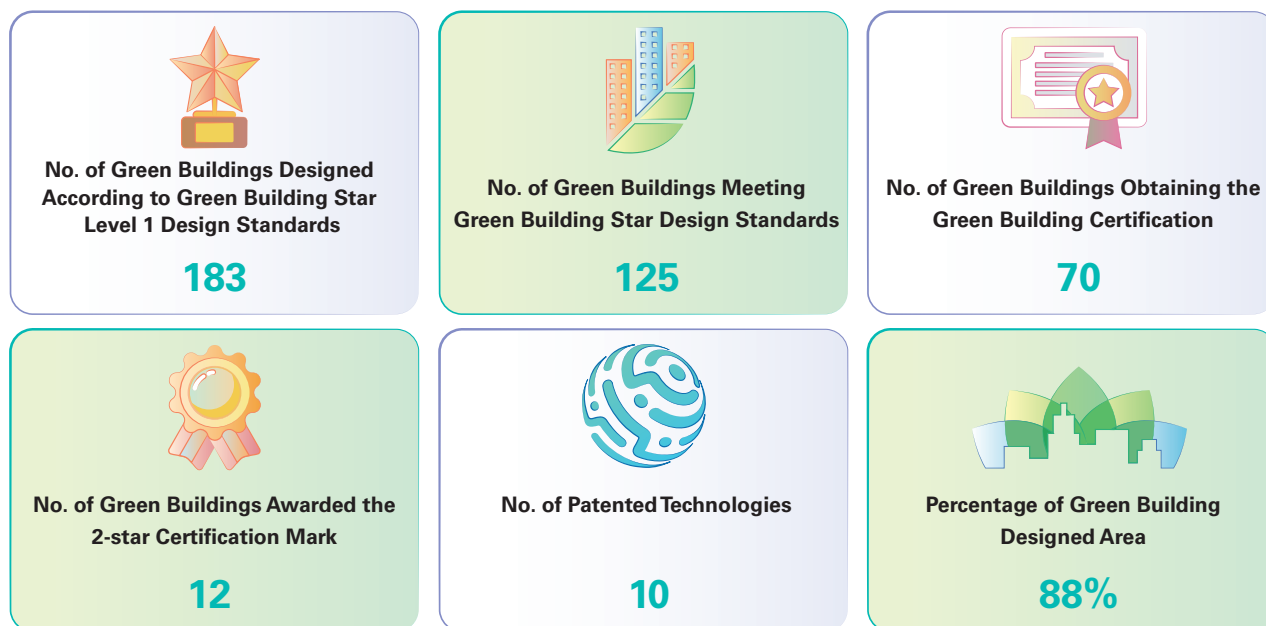 No. of Green Buildings Designed
According to Green Building Star
Level 1 Design Standards
183
No. of Green Buildings Meeting
Green Building Star Design Standards
125
No. of Green Buildings Obtaining the
Green Building Certification
70
No. of Green Buildings Awarded the
2-star Certification Mark
12
No. of Patented Technologies
10
Percentage of Green Building
Designed Area
88%